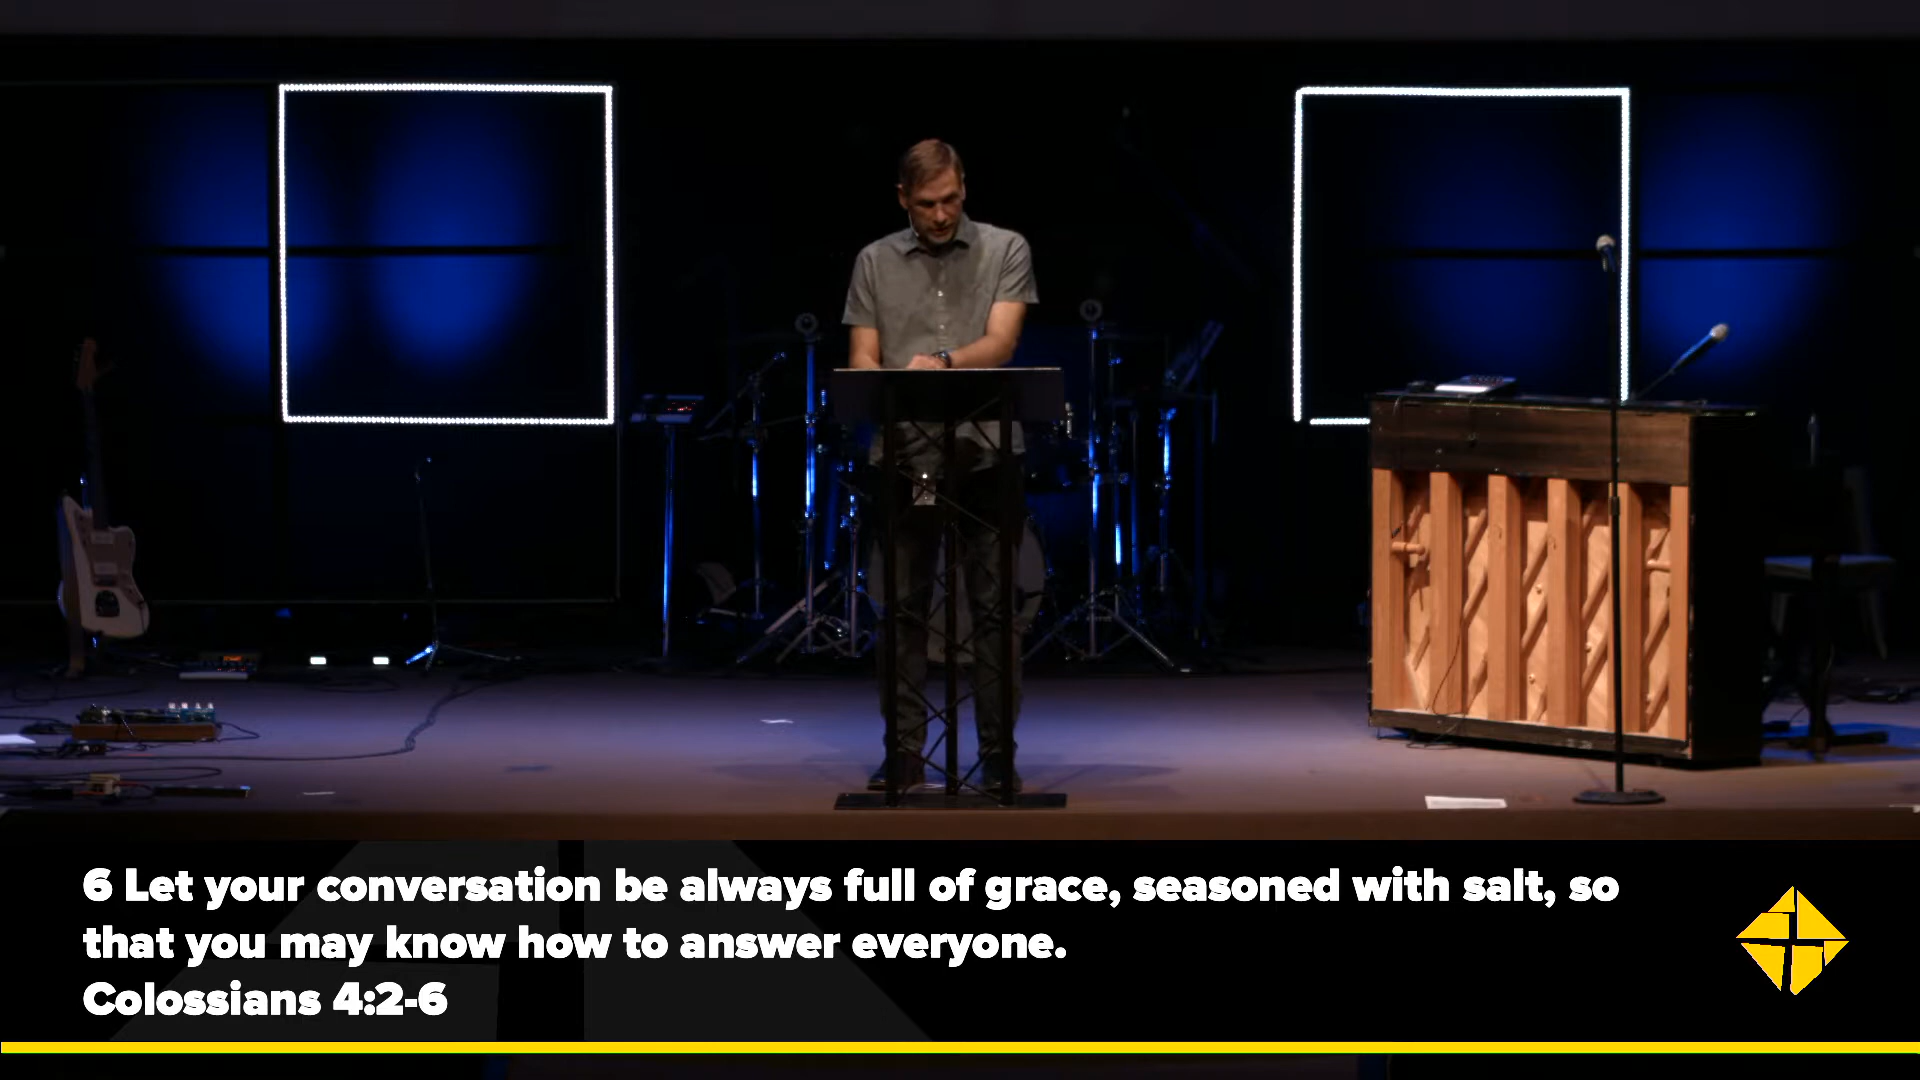 6 Let your conversation be always full of grace, seasoned with salt, so
that you may know how to answer everyone.
Colossians 4:2-6